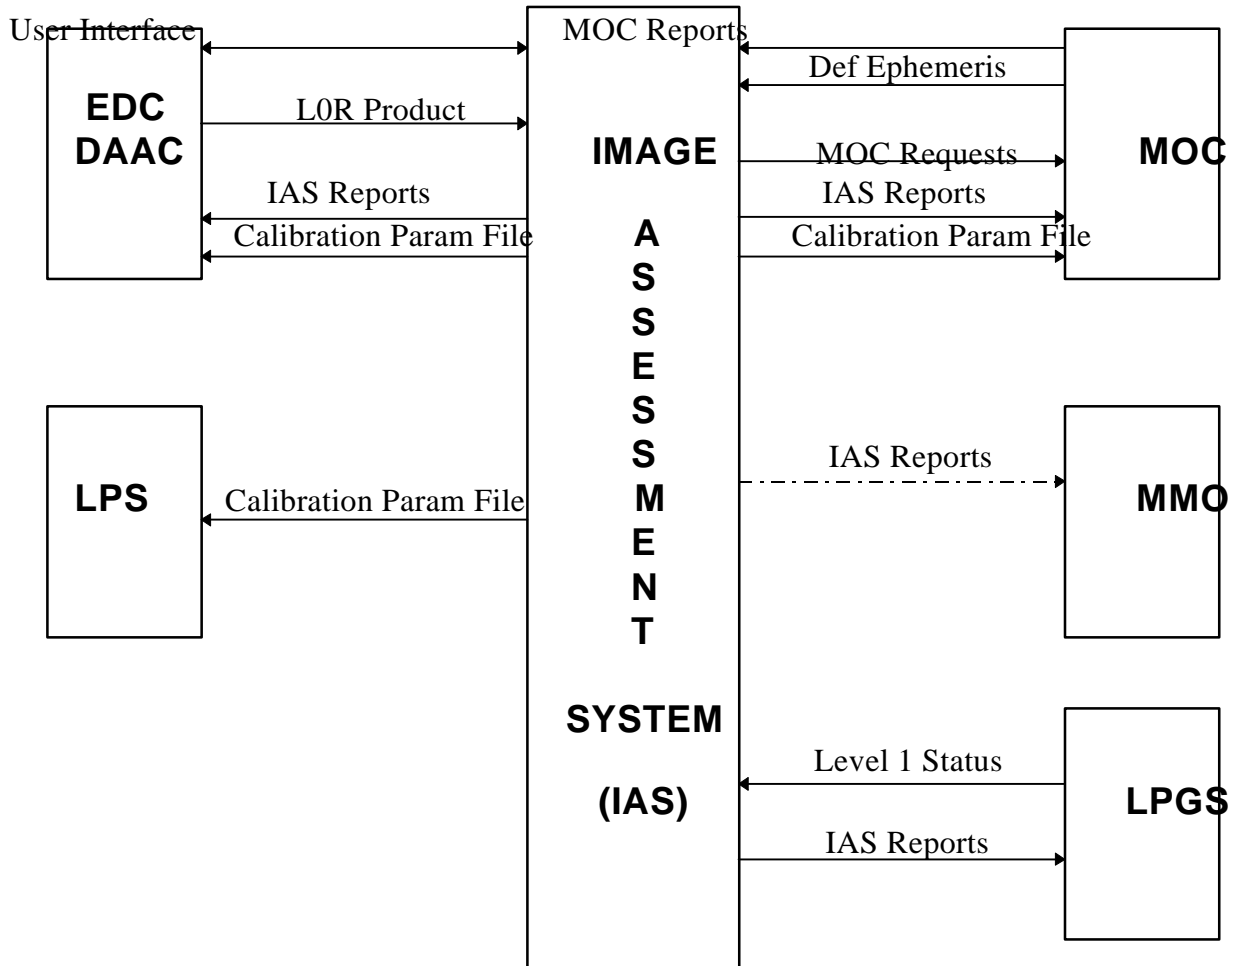 User Interface
MOC Reports
Def Ephemeris
EDC
DAAC
L0R Product
IMAGE
MOC Requests
MOC
IAS Reports
IAS Reports
Calibration Param File
A
Calibration Param File
S
S
E
S
S
M
E
N
T
IAS Reports
LPS
Calibration Param File
MMO
SYSTEM
Level 1 Status
(IAS)
LPGS
IAS Reports